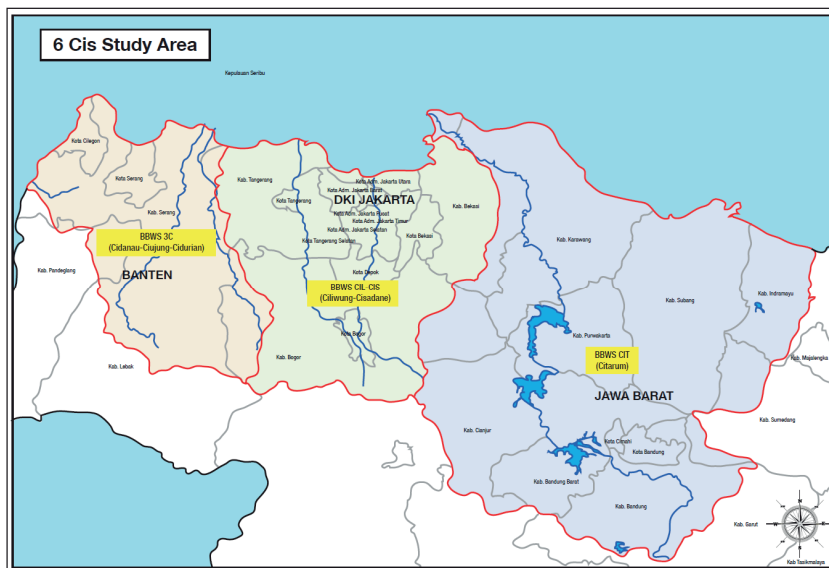 6 Cis Study Area
Kepulauan Seribu
Kota Cilegon
Kota Serang
Kab. Serang
Kab. Tangerang
Kota Tangerang
Kota Adm. Jakarta Utara
Kota Adm. Jakarta Barat
DKI JAKARTA
Kota Adm. Jakarta Pusat
Kota Adm. Jakarta Timur
Kota Adm. Jakarta Selatan
Kota Tangerang Selatan
Kota Bekasi
Kab. Bekasi
Kab. Karawang
BBWS 3C
(Cidanau-Ciujung-Cidurian)
BANTEN
Kab. Pandeglang
Kota Depok
BBWS CIL-CIS
(Ciliwung-Cisadane)
Kota Bogor
Kab. Bogor
Kab. Lebak
Kab. Subang
Kab. Indramayu
Kab. Purwakarta
BBWS CIT
(Citarum)
JAWA BARAT
Kab. Majalengka
Kab. Sumedang
Kab. Cianjur
Kota Cimahi
Kota Bandung
Kab. Bandung Barat
Kab. Bandung
Kab. Garut
Kab Tasikmalaya
N
W
E
S